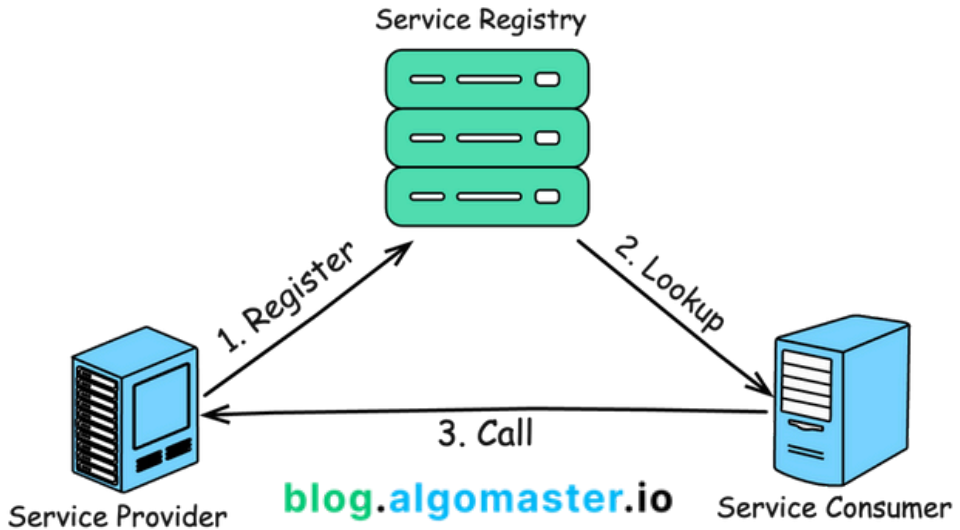 Service Registry
1. Register
2. Lookup
3. Call
Service Provider
blog.algomaster.io
Service Consumer